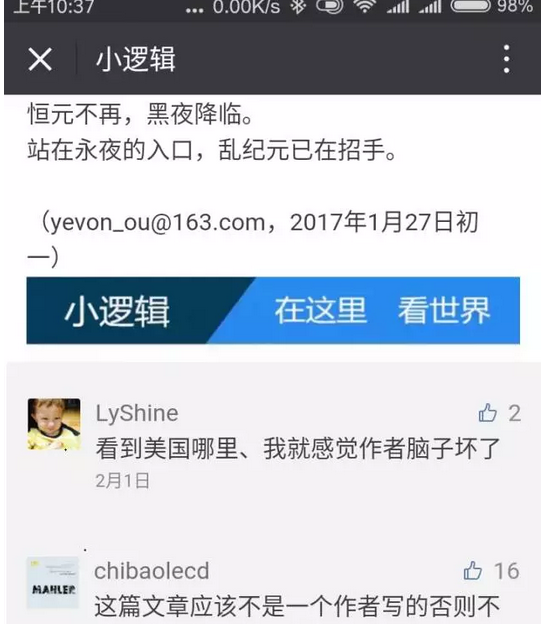 上午10:37 ... 0.00K/s 98%
小逻辑
恒元不再，黑夜降临。
站在永夜的入口，乱纪元已在招手。
（yevon_ou@163.com，2017年1月27日初
一）
小逻辑 在这里 看世界
LyShine 2
看到美国哪里、我就感觉作者脑子坏了
2月1日
chibaolecd 16
MAHLER
这篇文章应该不是一个作者写的否则不